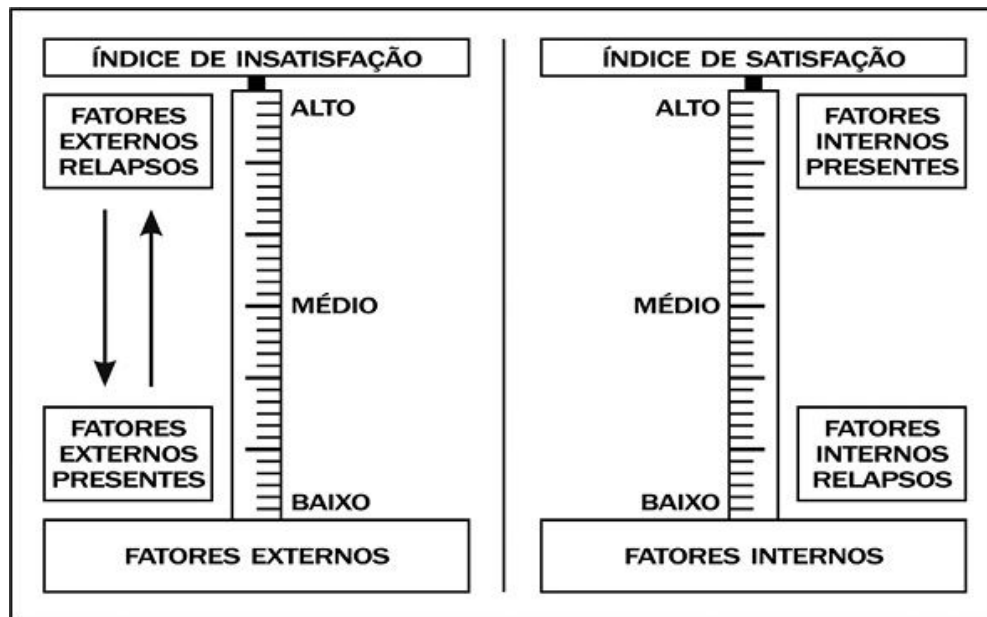 ÍNDICE DE INSATISFAÇÃO
FATORES
EXTERNOS
RELAPSOS
ALTO
MÉDIO
FATORES
EXTERNOS
PRESENTES
BAIXO
FATORES EXTERNOS
ÍNDICE DE SATISFAÇÃO
ALTO
FATORES
INTERNOS
PRESENTES
MÉDIO
FATORES
INTERNOS
RELAPSOS
BAIXO
FATORES INTERNOS